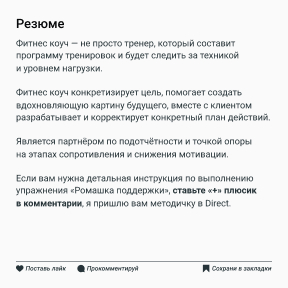 Резюме
Фитнес коуч — не просто тренер, который составит
программу тренировок и будет следить за техникой
и уровнем нагрузки.
Фитнес коуч конкретизирует цель, помогает создать
вдохновляющую картину будущего, вместе с клиентом
разрабатывает и корректирует конкретный план действий.
Является партнёром по подотчётности и точкой опоры
на этапах сопротивления и снижения мотивации.
Если вам нужна детальная инструкция по выполнению
упражнения «Ромашка поддержки», ставьте «+» плюсик
в комментарии, я пришлю вам методичку в Direct.
Поставь лайк Прокомментируй Сохрани в закладки